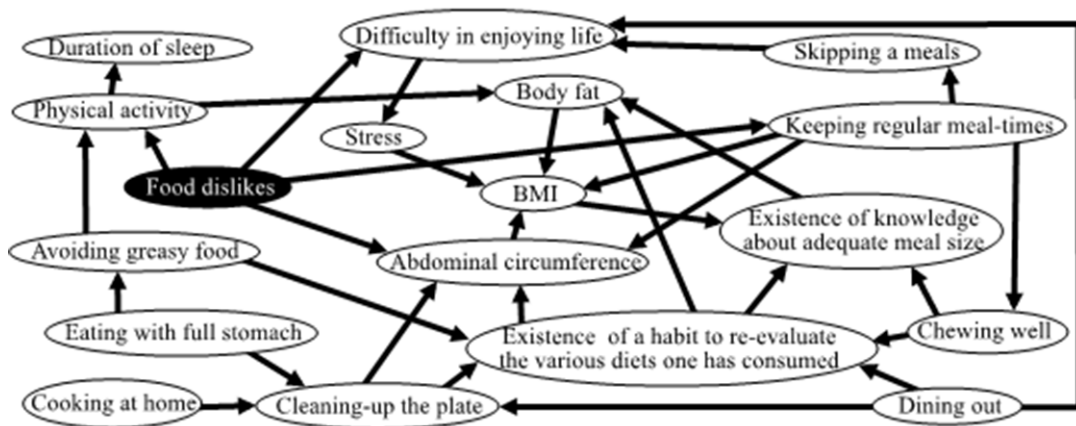 Duration of sleep
Difficulty in enjoying life
Skipping a meals
Physical activity
Body fat
Keeping regular meal-times
Stress
Food dislikes
BMI
Existence of knowledge
about adequate meal size
Avoiding greasy food
Abdominal circumference
Eating with full stomach
Existence of a habit to re-evaluate
the various diets one has consumed
Chewing well
Cooking at home
Cleaning-up the plate
Dining out